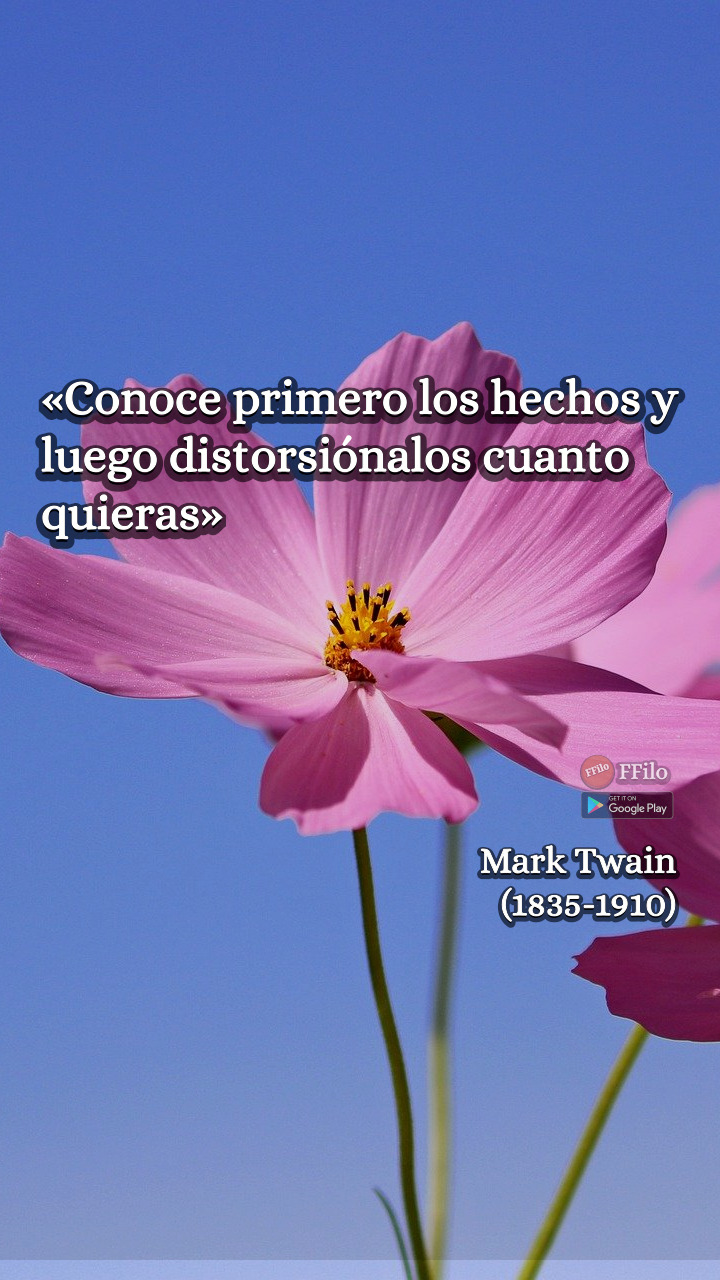 «Conoce primero los hechos y
luego distorsiónalos cuanto
quieras»
FFilo FFilo
GET IT ON
Google Play
Mark Twain
(1835-1910)